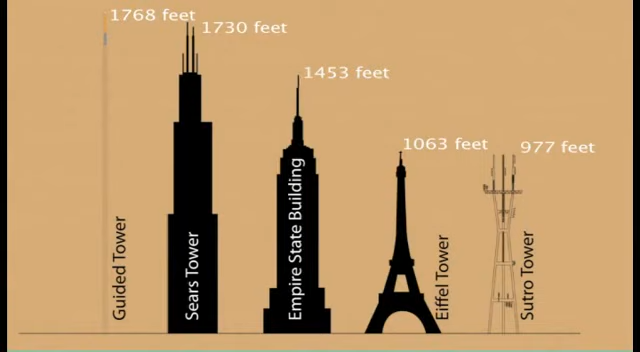 1768 feet
1730 feet
1453 feet
1063 feet
977 feet
Guided Tower
Sears Tower
Empire State Building
Eiffel Tower
Sutro Tower